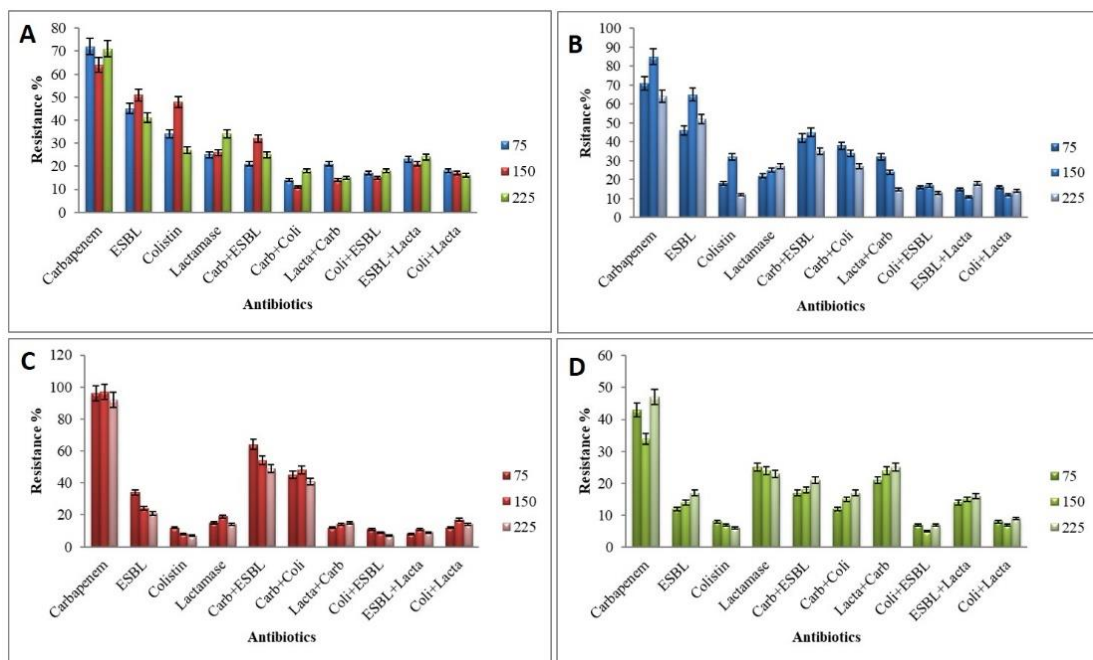 A
80
70
60
50
40
30
20
10
0
Resistance %
Carbapenem
ESBL
Colistin
Lactamase
Carb+ESBL
Carb+Coli
Lacta+Carb
Coli+ESBL
ESBL+Lacta
Coli+Lacta
Antibiotics
75
150
225
B
100
90
80
70
60
50
40
30
20
10
0
Rsitance%
Carbapenem
ESBL
Colistin
Lactamase
Carb+ESBL
Carb+Coli
Lacta+Carb
Coli+ESBL
ESBL+Lacta
Coli+Lacta
Antibiotics
75
150
225
C
120
100
80
60
40
20
0
Resistance %
Carbapenem
ESBL
Colistin
Lactamase
Carb+ESBL
Carb+Coli
Lacta+Carb
Coli+ESBL
ESBL+Lacta
Coli+Lacta
Antibiotics
75
150
225
D
60
50
40
30
20
10
0
Resistance %
Carbapenem
ESBL
Colistin
Lactamase
Carb+ESBL
Carb+Coli
Lacta+Carb
Coli+ESBL
ESBL+Lacta
Coli+Lacta
Antibiotics
75
150
225